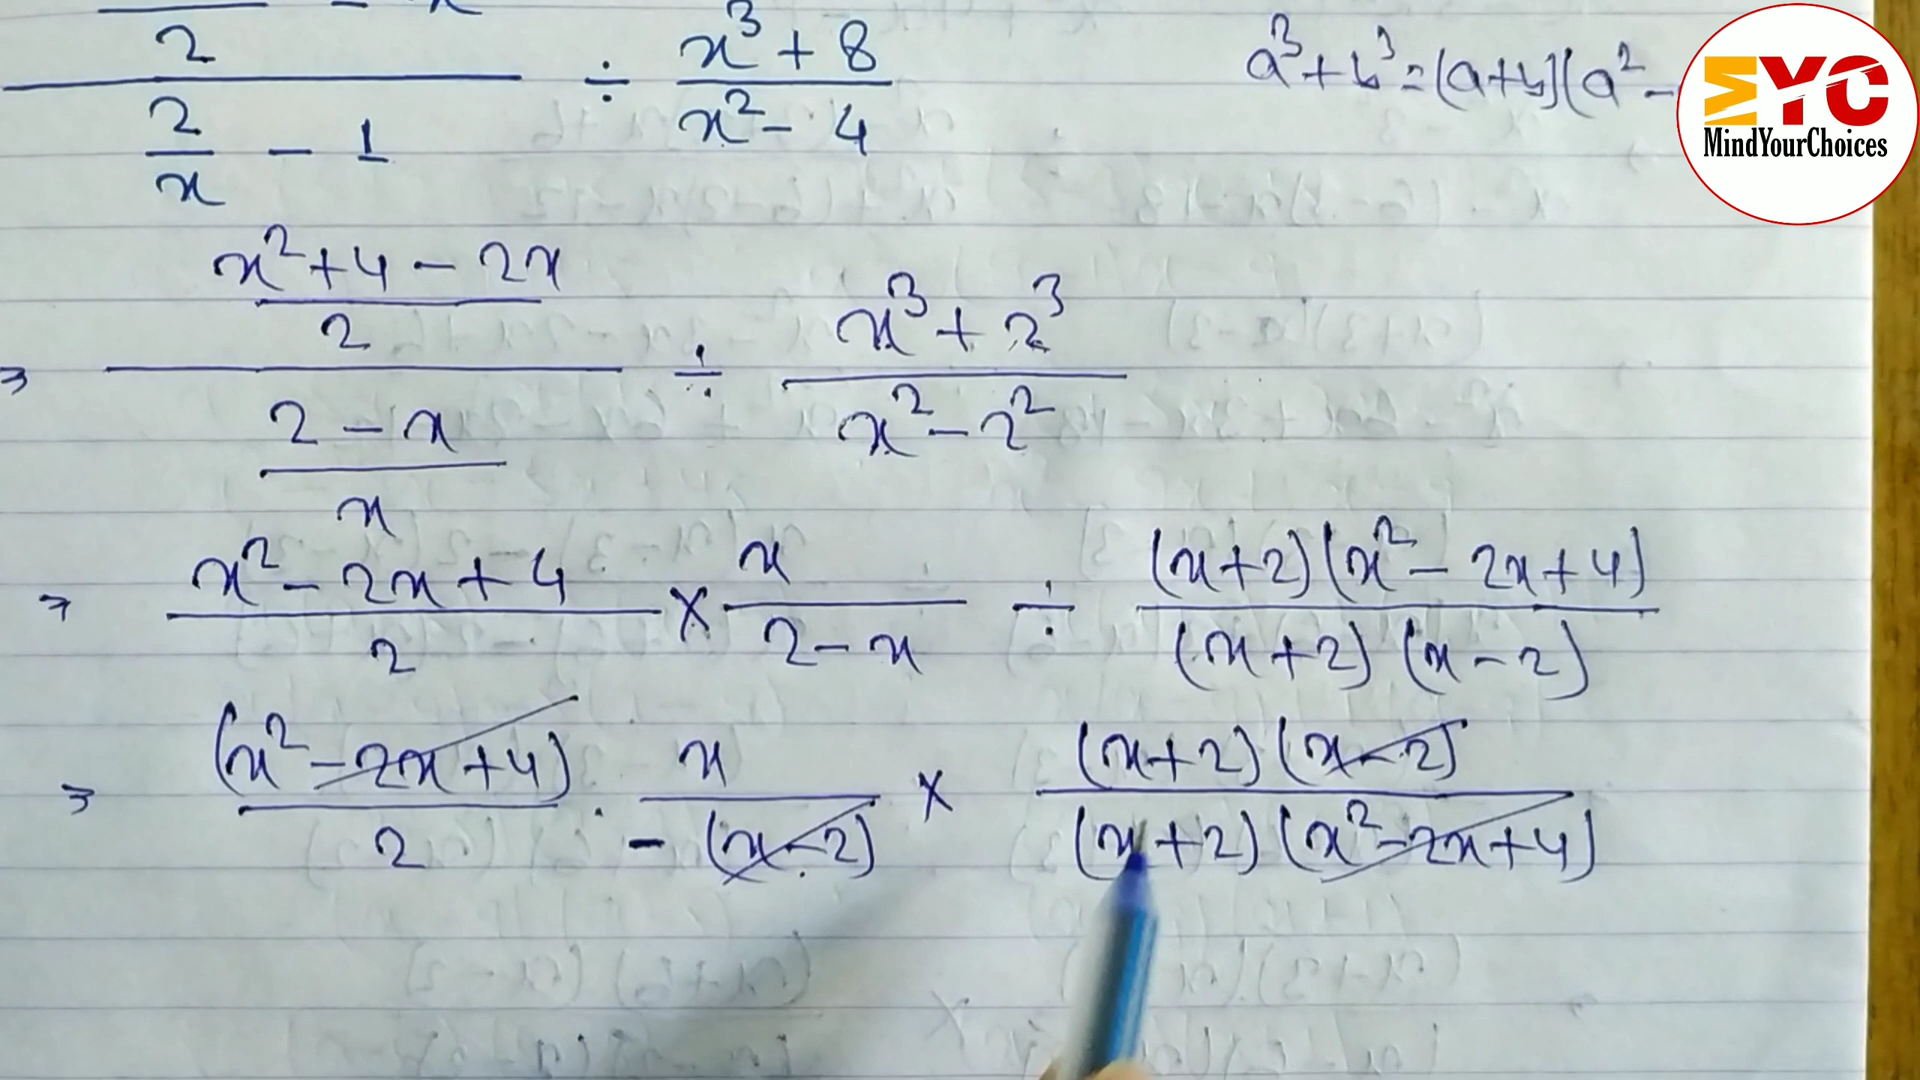 2
÷ x³ + 8
x² - 4
a³ + b³ = (a+b)(a² -
MYC
MindYourChoices
2
x - 1
x² + 4 - 2x
2
÷ x³ + 2³
x² - 2²
2 - x
x
x² - 2x + 4
2
× x
2 - x
÷ (x+2)(x² - 2x + 4)
(x+2)(x-2)
⇒ (x² - 2x + 4)
2
. x
-(x-2)
× (x+2)(x-2)
(x+2)(x² - 2x + 4)